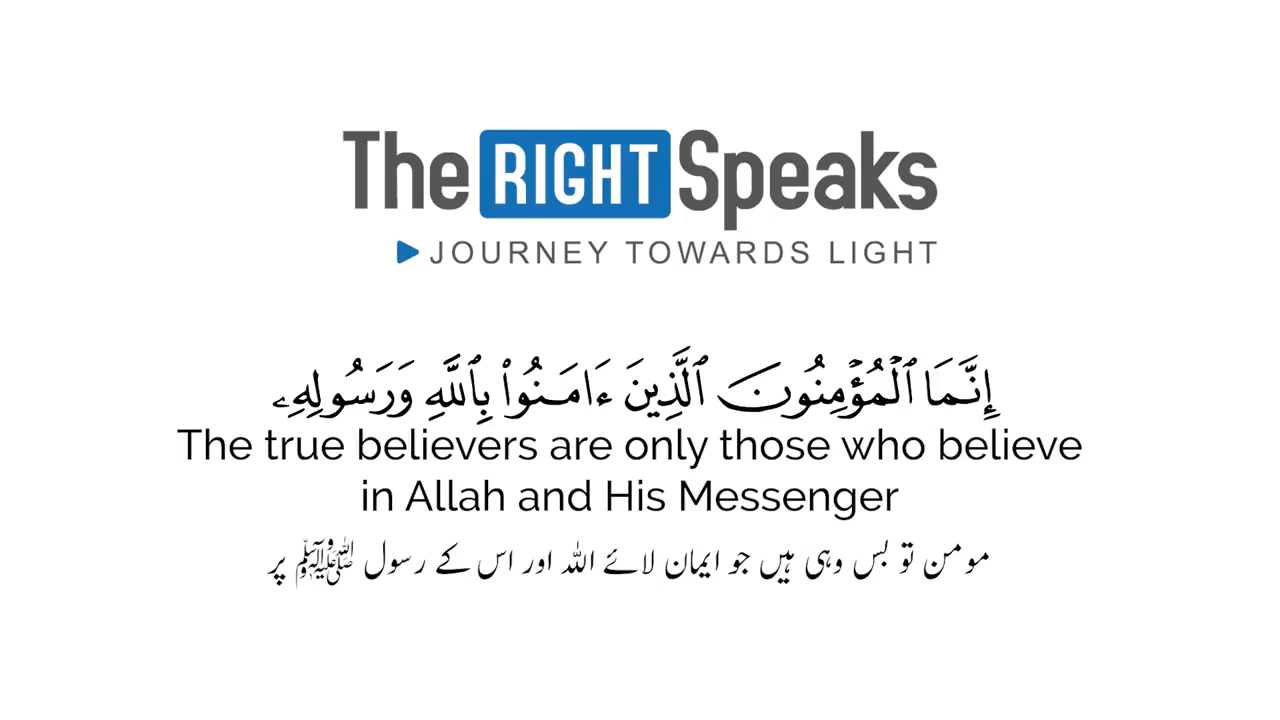 The RIGHT Speaks
JOURNEY TOWARDS LIGHT
إِنَّمَا ٱلْمُؤْمِنُونَ ٱلَّذِينَ ءَامَنُوا۟ بِٱللَّهِ وَرَسُولِهِۦ
The true believers are only those who believe
in Allah and His Messenger
مومن تو بس وہی ہیں جو ایمان لائے اللہ اور اس کے رسول ﷺ پر